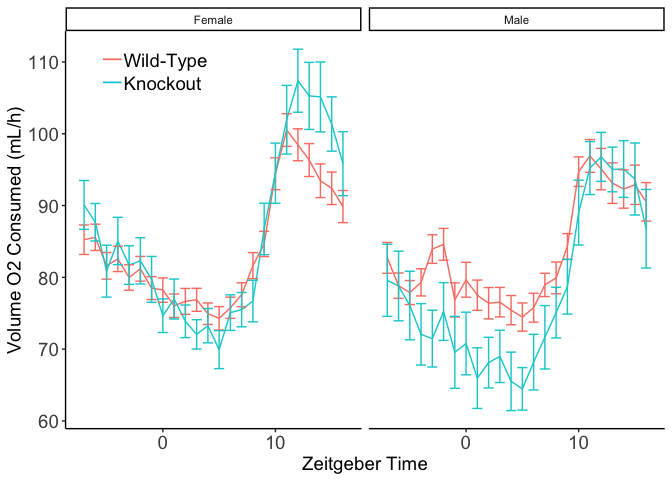 Female
Male
Volume O2 Consumed (mL/h)
110
100
90
80
70
60
Wild-Type
Knockout
0
10
0
10
Zeitgeber Time